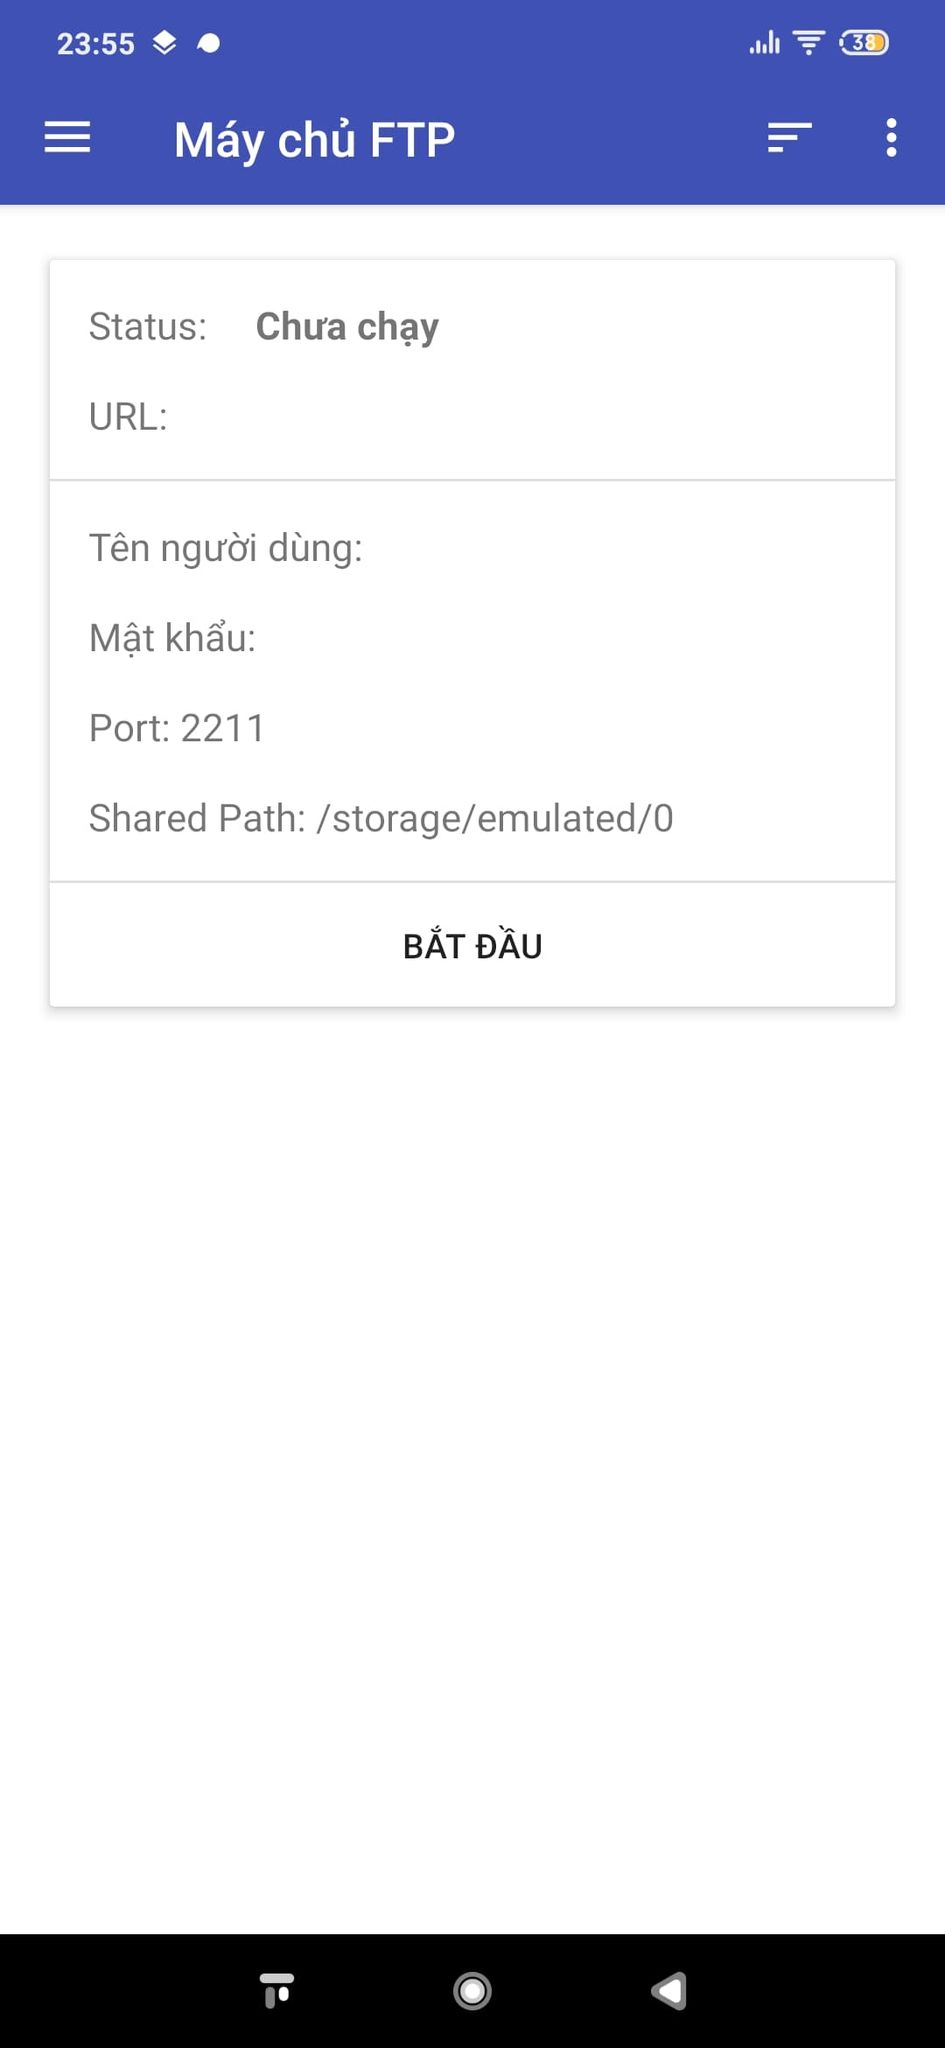 23:55
38
Máy chủ FTP
Status: Chưa chạy
URL:
Tên người dùng:
Mật khẩu:
Port: 2211
Shared Path: /storage/emulated/0
BẮT ĐẦU